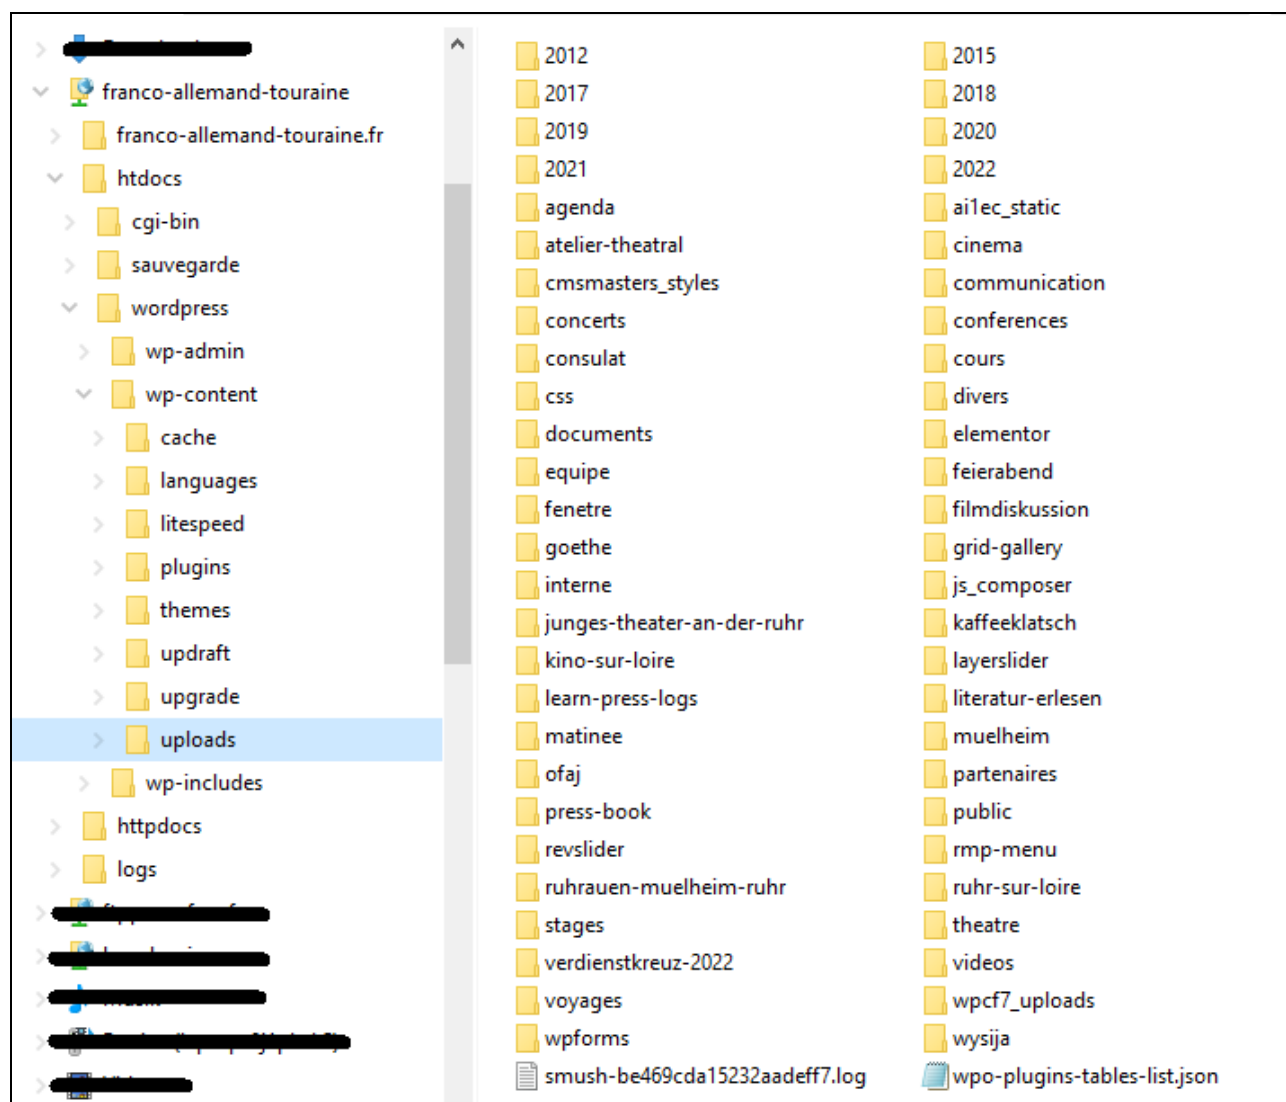 franco-allemand-touraine
franco-allemand-touraine.fr
htdocs
cgi-bin
sauvegarde
wordpress
wp-admin
wp-content
cache
languages
litespeed
plugins
themes
updraft
upgrade
uploads
wp-includes
httpdocs
logs
2012 2015
2017 2018
2019 2020
2021 2022
agenda ai1ec_static
atelier-theatral cinema
cmsmasters_styles communication
concerts conferences
consulat cours
css divers
documents elementor
equipe feierabend
fenetre filmdiskussion
goethe grid-gallery
interne js_composer
junges-theater-an-der-ruhr kaffeeklatsch
kino-sur-loire layerslider
learn-press-logs literatur-erlesen
matinee muelheim
ofaj partenaires
press-book public
revslider rmp-menu
ruhrauen-muelheim-ruhr ruhr-sur-loire
stages theatre
verdienstkreuz-2022 videos
voyages wpcf7_uploads
wpforms wysija
smush-be469cda15232aadeff7.log wpo-plugins-tables-list.json